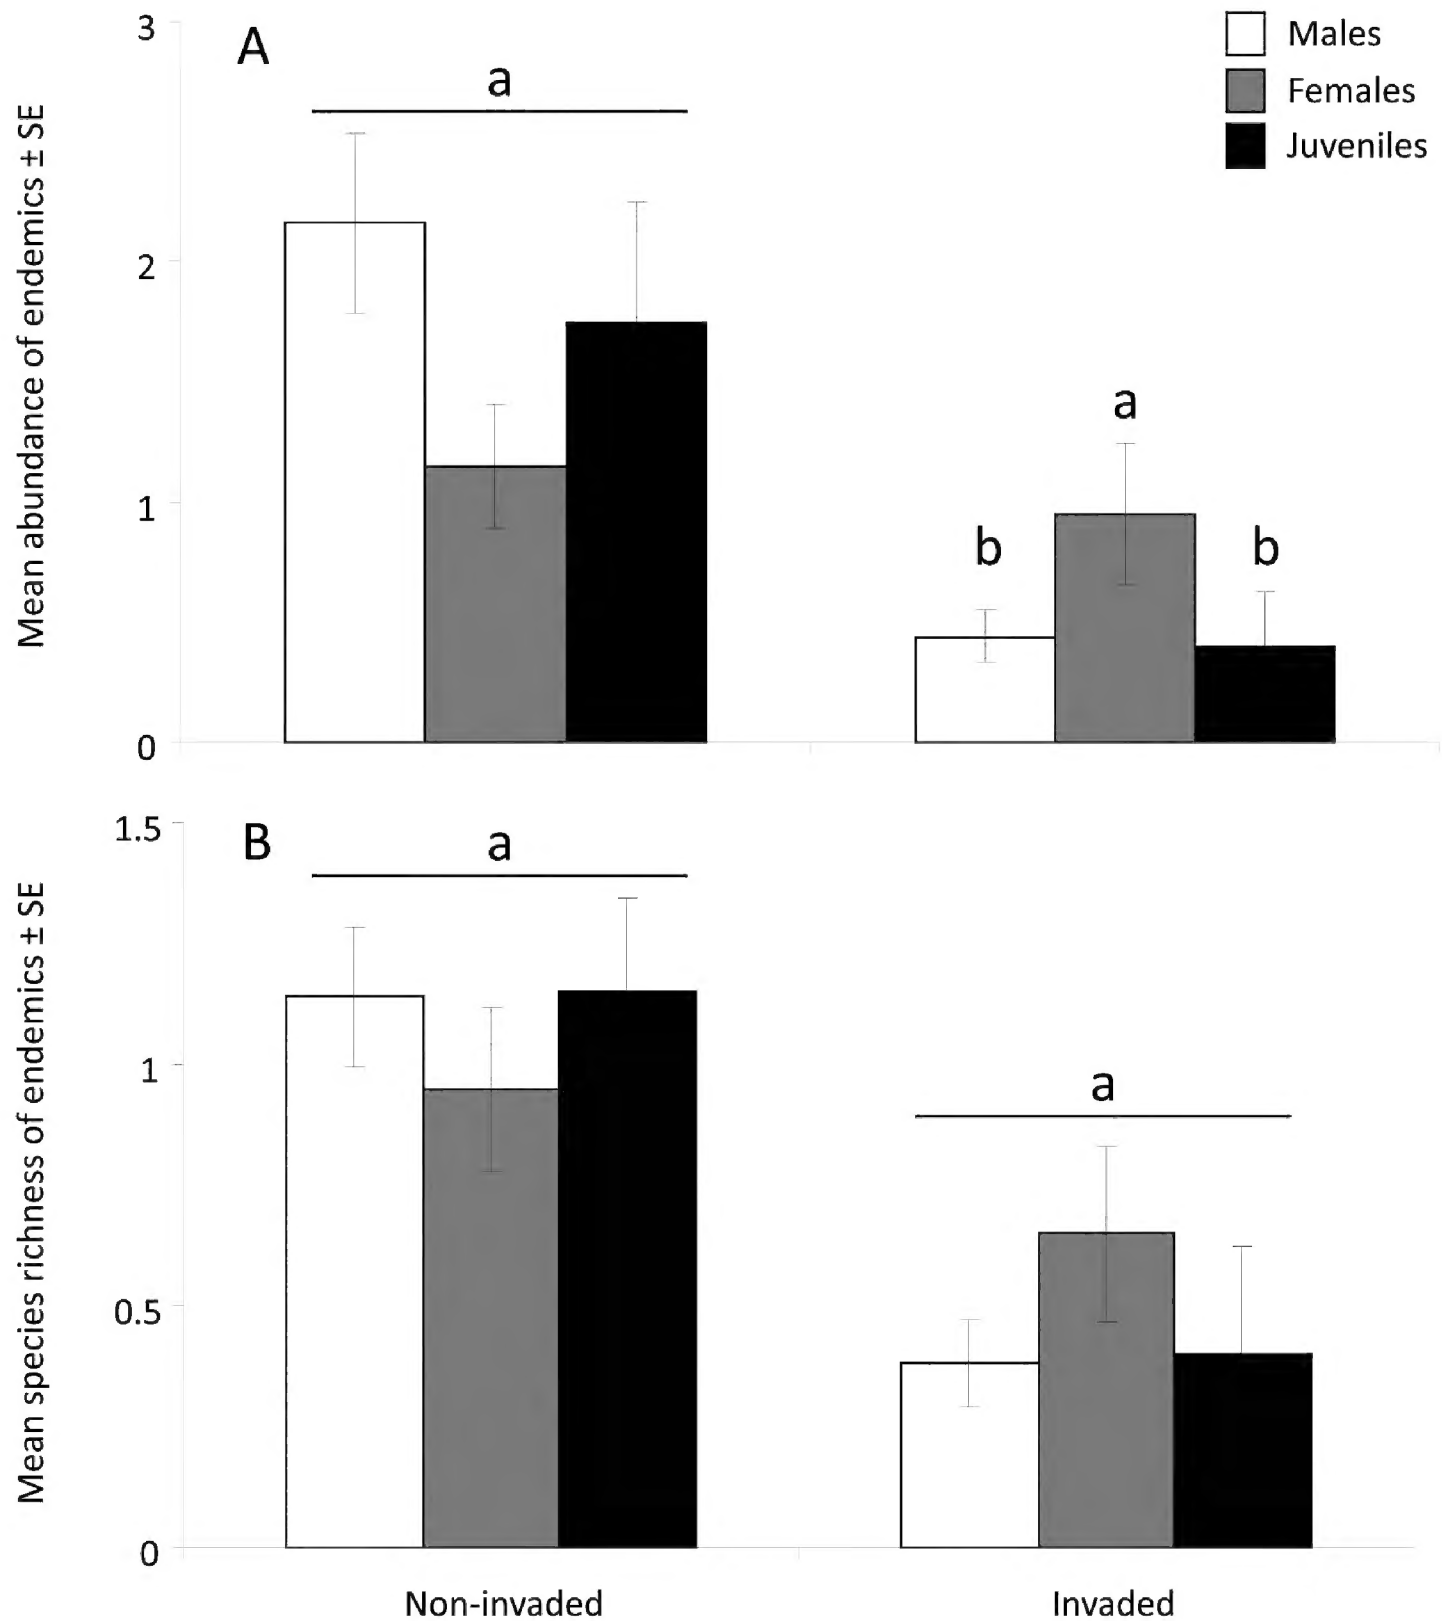 A
a
Males
Females
Juveniles
Mean abundance of endemics ± SE
3
2
1
0
b
a
b
B
a
a
Mean species richness of endemics ± SE
1.5
1
0.5
0
Non-invaded
Invaded